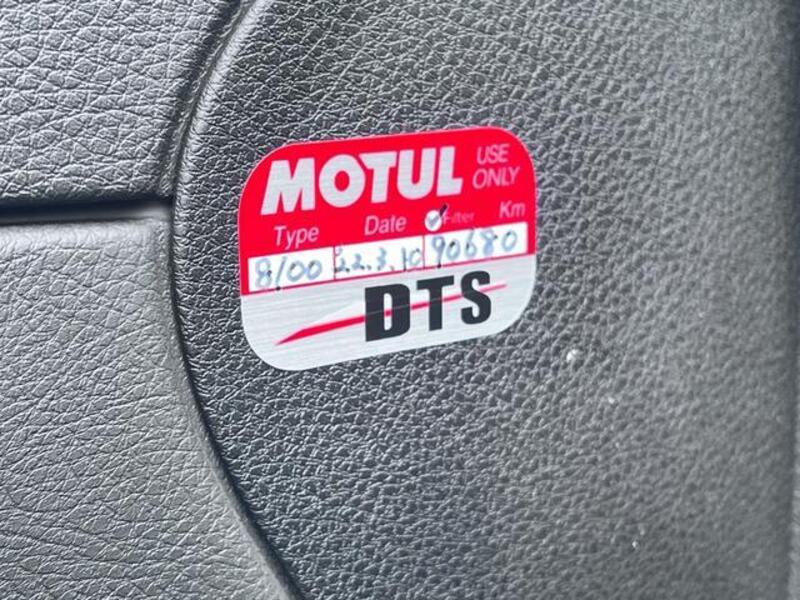 MOTUL USE ONLY
Type Date Filter Km
8100 22.3.10 90680
DTS